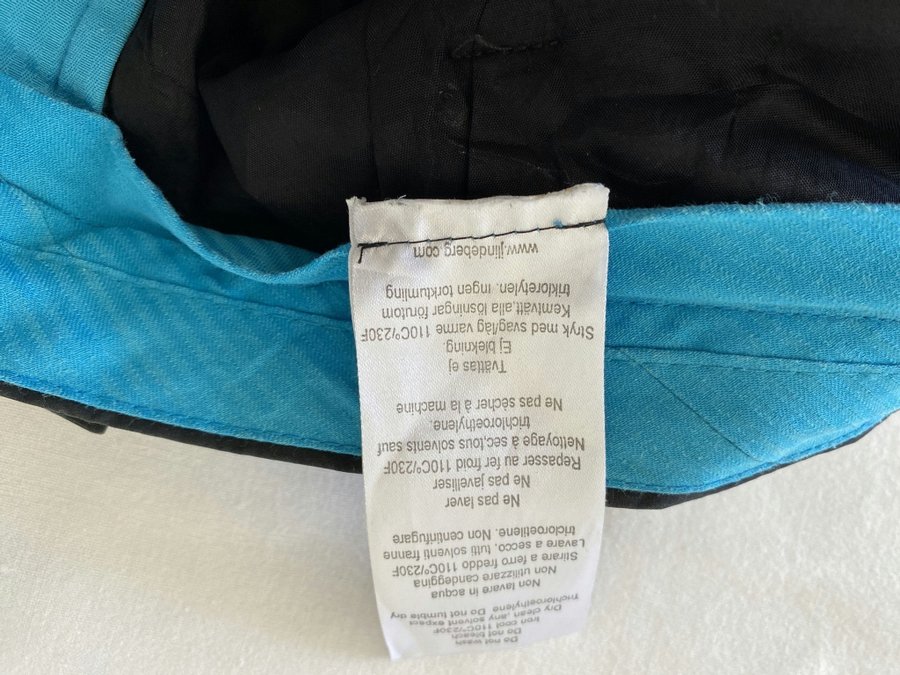 Do not wash
Do not bleach
Iron cool 110C°/230F
Dry clean ,any solvent expect
Trichloroethylene Do not tumble dry
Non lavare in acqua
Non utilizzare candeggina
Stirare a ferro freddo 110C°/230F
Lavare a secco, tutti solventi franne
tricloroetilene. Non centrifugare
Ne pas laver
Ne pas javelliser
Repasser au fer froid 110C°/230F
Nettoyage à sec,tous solvents sauf
trichloroethylene.
Ne pas sècher à la machine
Tvättas ej
Ej blekning.
Stryk med svag/låg värme 110C°/230F
Kemtvätt,alla lösningar förutom
trikloretylen. ingen torktumling
www.jlindeberg.com